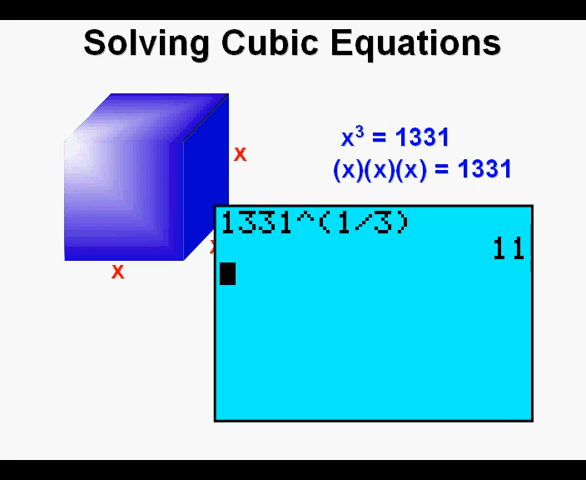 Solving Cubic Equations
x³ = 1331
x
(x)(x)(x) = 1331
1331^(1/3)
11
x